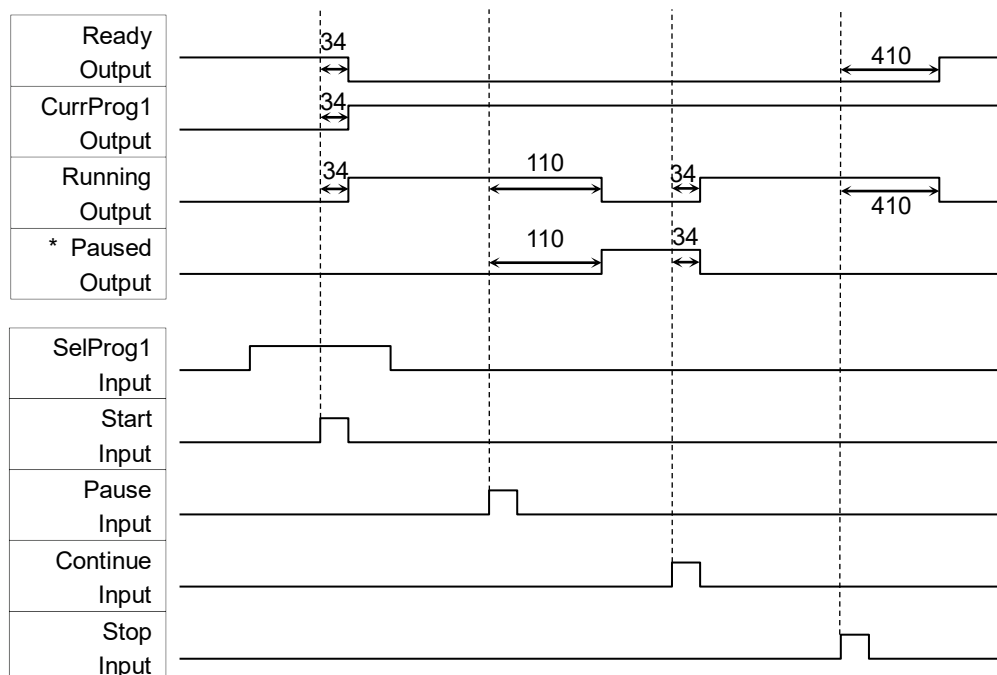 Ready
Output
34
410
CurrProg1
Output
34
Running
Output
34
110
34
410
* Paused
Output
110
34
SelProg1
Input
Start
Input
Pause
Input
Continue
Input
Stop
Input